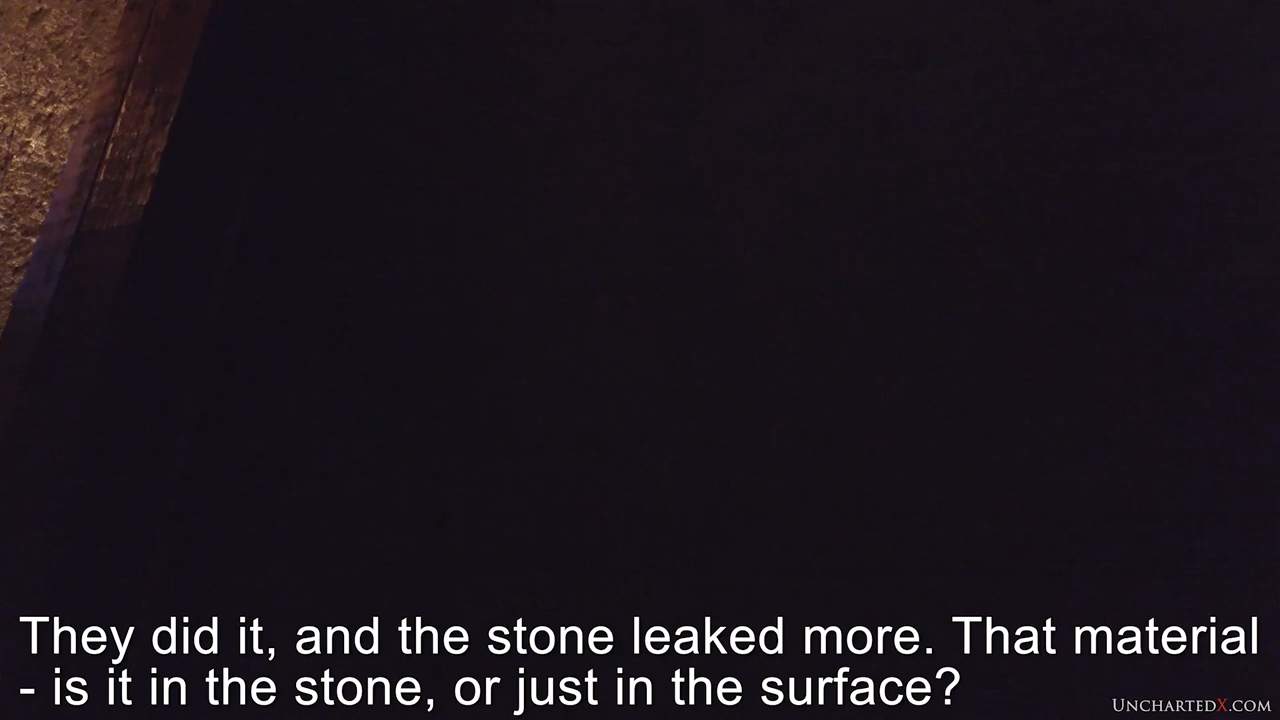 They did it, and the stone leaked more. That material
- is it in the stone, or just in the surface?
UNCHARTEDX.COM